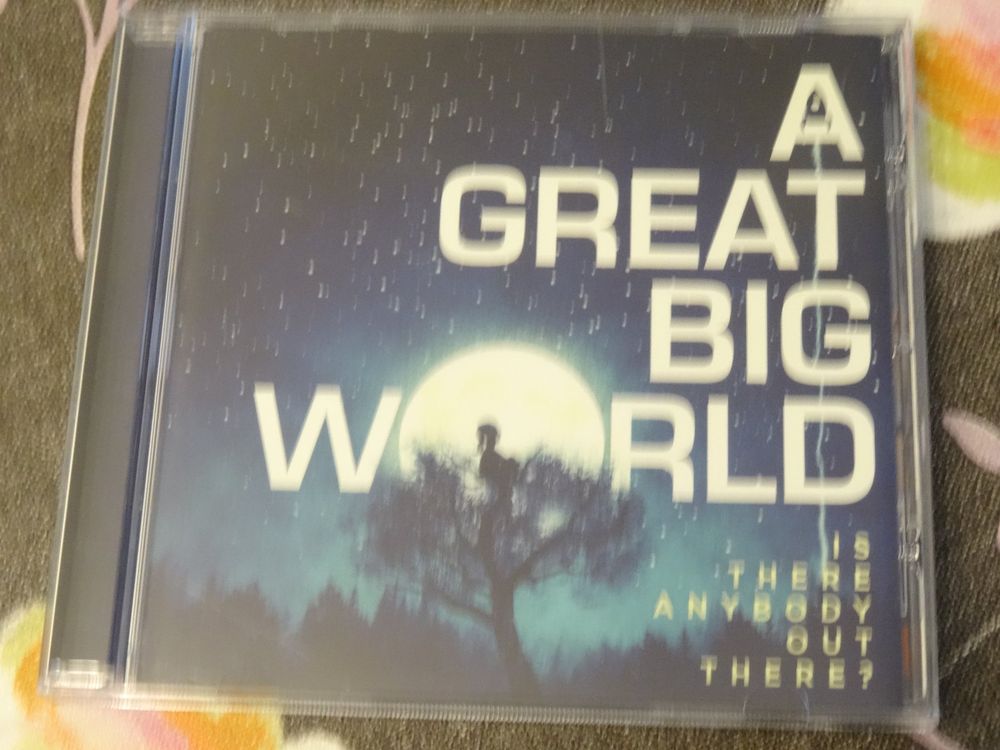 A
GREAT
BIG
WORLD
IS
THERE
ANYBODY
OUT
THERE?